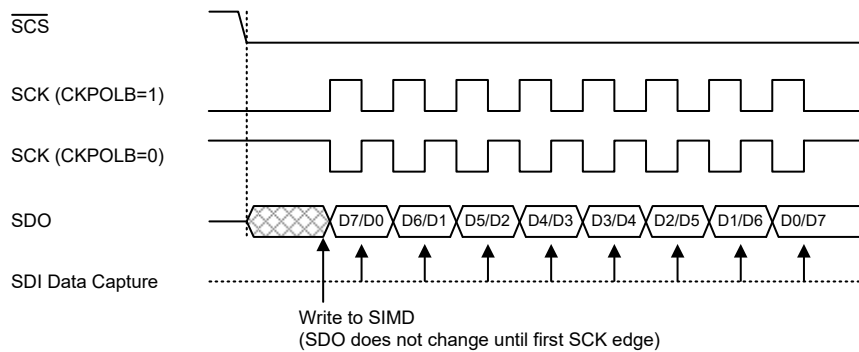 SCS
SCK (CKPOLB=1)
SCK (CKPOLB=0)
SDO
D7/D0 D6/D1 D5/D2 D4/D3 D3/D4 D2/D5 D1/D6 D0/D7
SDI Data Capture
Write to SIMD
(SDO does not change until first SCK edge)